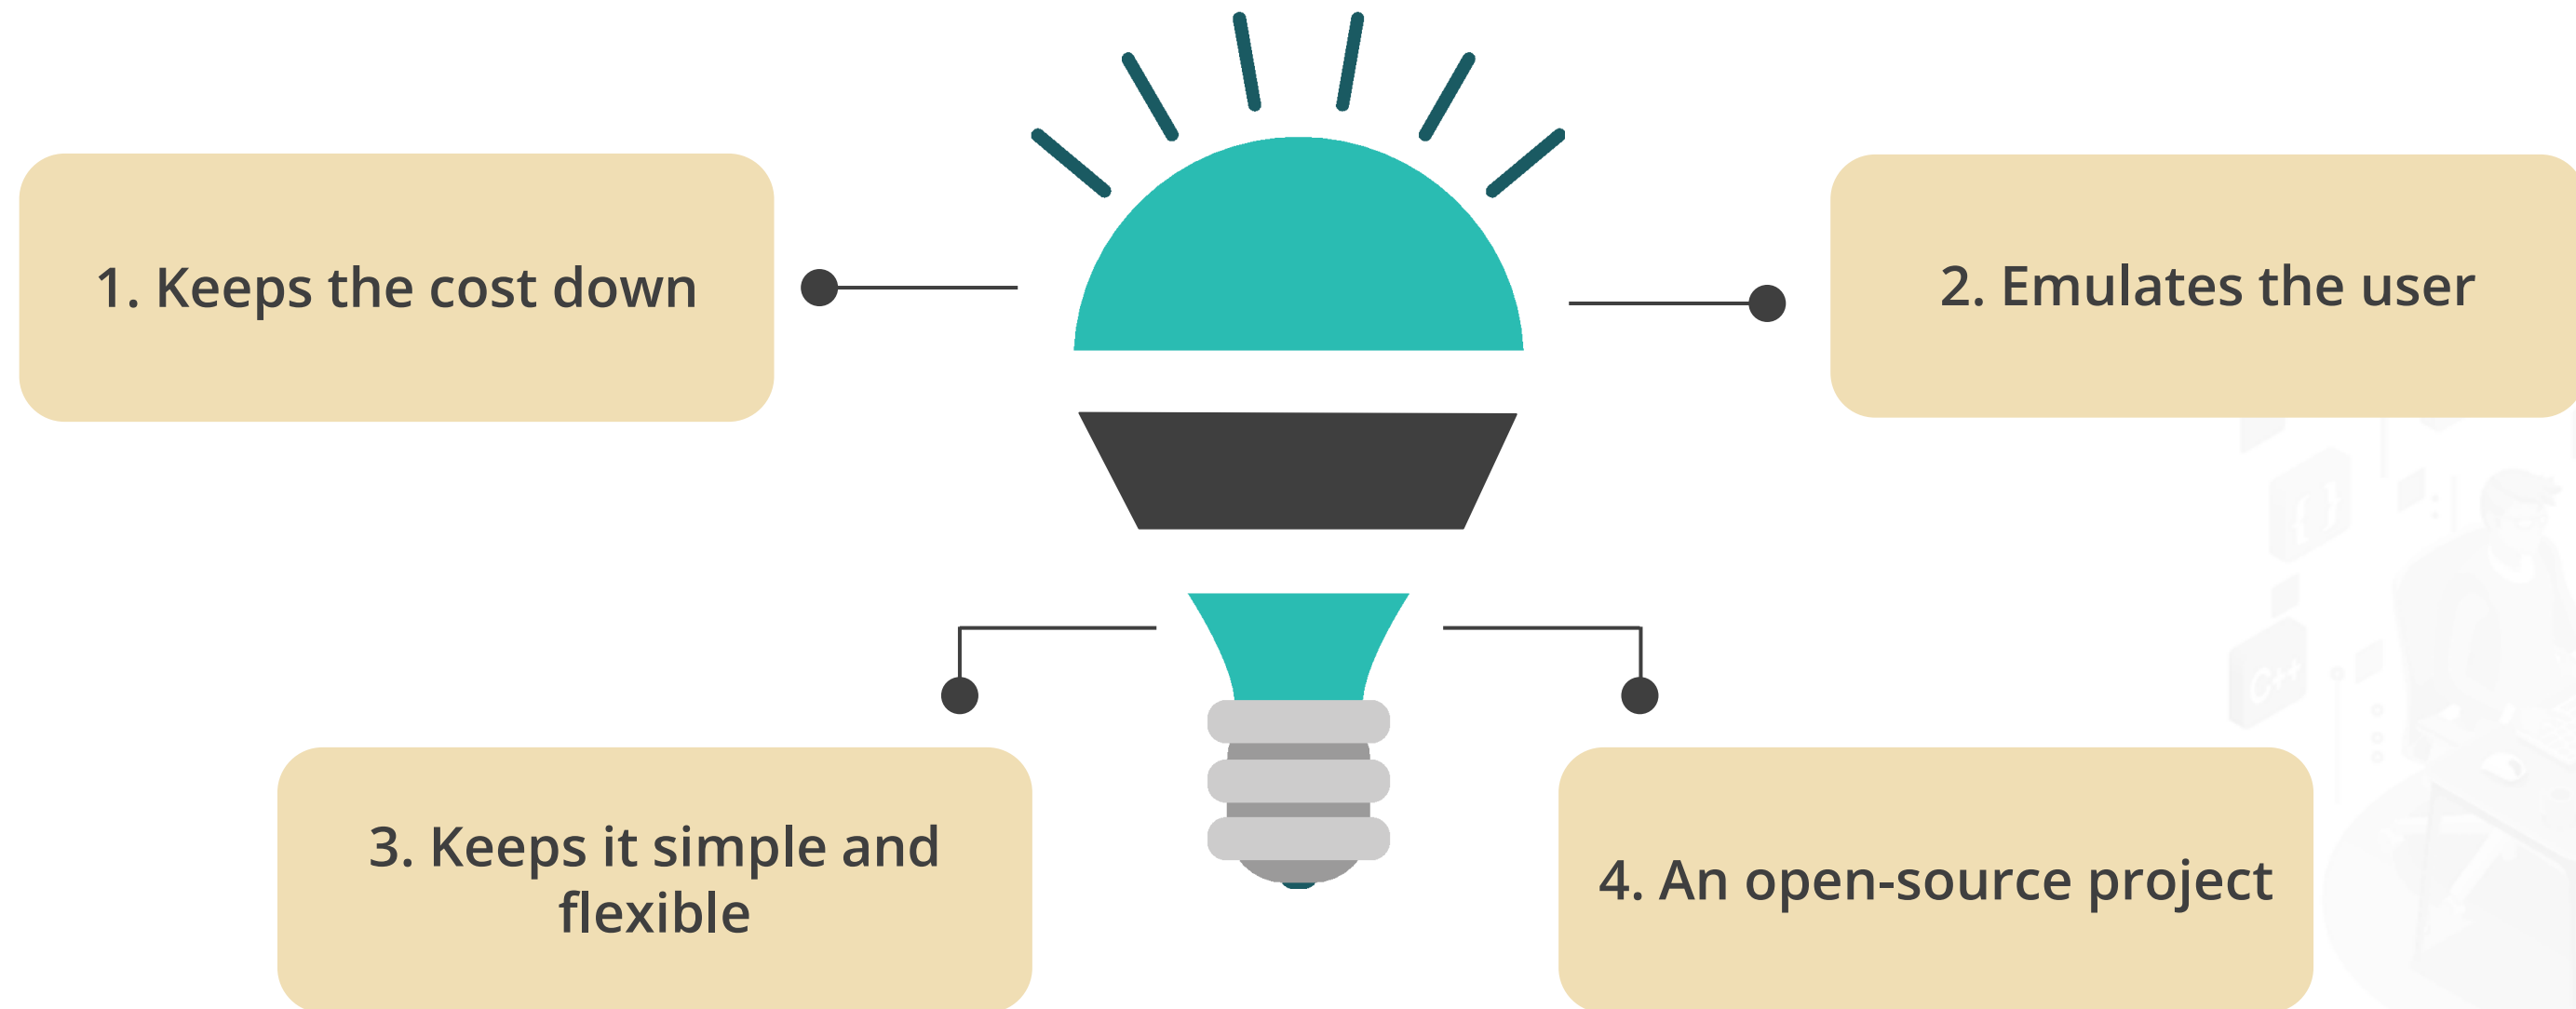 1. Keeps the cost down
2. Emulates the user
3. Keeps it simple and
flexible
4. An open-source project
{ }
C++